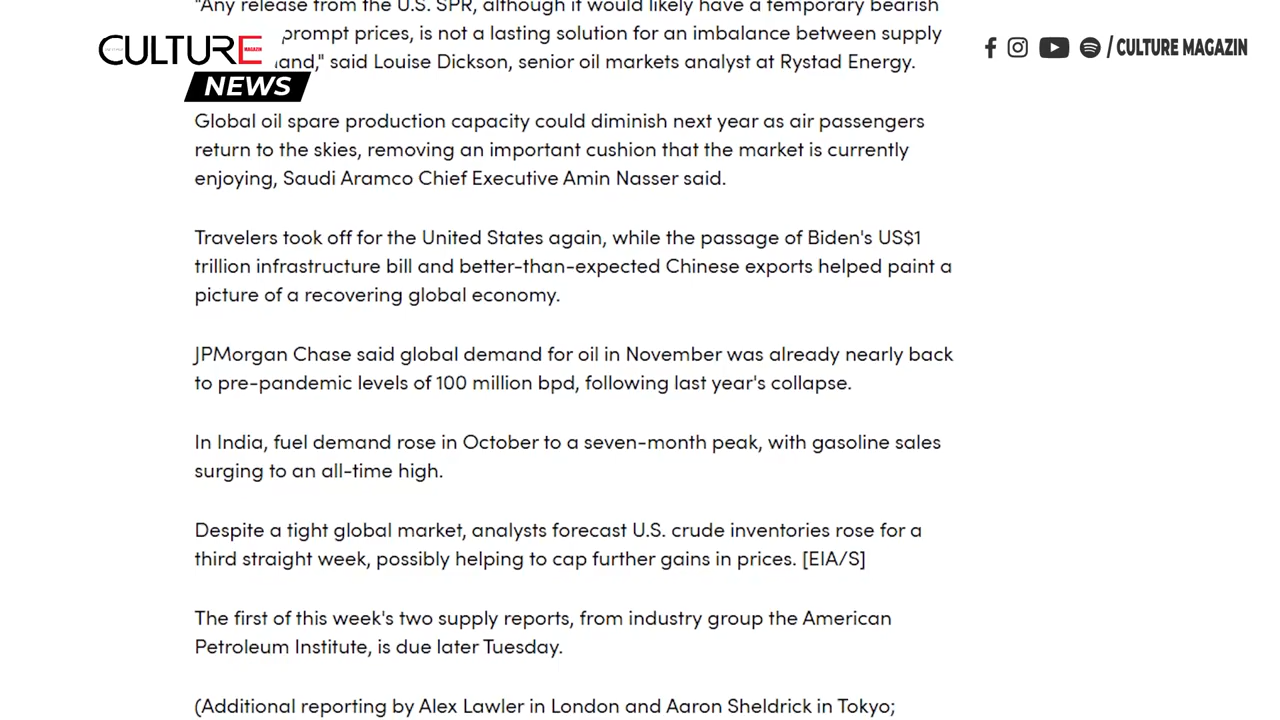 "Any release from the U.S. SPR, although it would likely have a temporary bearish
prompt prices, is not a lasting solution for an imbalance between supply
and," said Louise Dickson, senior oil markets analyst at Rystad Energy.
CULTURE
MAGAZIN
NEWS
/ CULTURE MAGAZIN
Global oil spare production capacity could diminish next year as air passengers
return to the skies, removing an important cushion that the market is currently
enjoying, Saudi Aramco Chief Executive Amin Nasser said.
Travelers took off for the United States again, while the passage of Biden's US$1
trillion infrastructure bill and better-than-expected Chinese exports helped paint a
picture of a recovering global economy.
JPMorgan Chase said global demand for oil in November was already nearly back
to pre-pandemic levels of 100 million bpd, following last year's collapse.
In India, fuel demand rose in October to a seven-month peak, with gasoline sales
surging to an all-time high.
Despite a tight global market, analysts forecast U.S. crude inventories rose for a
third straight week, possibly helping to cap further gains in prices. [EIA/S]
The first of this week's two supply reports, from industry group the American
Petroleum Institute, is due later Tuesday.
(Additional reporting by Alex Lawler in London and Aaron Sheldrick in Tokyo;